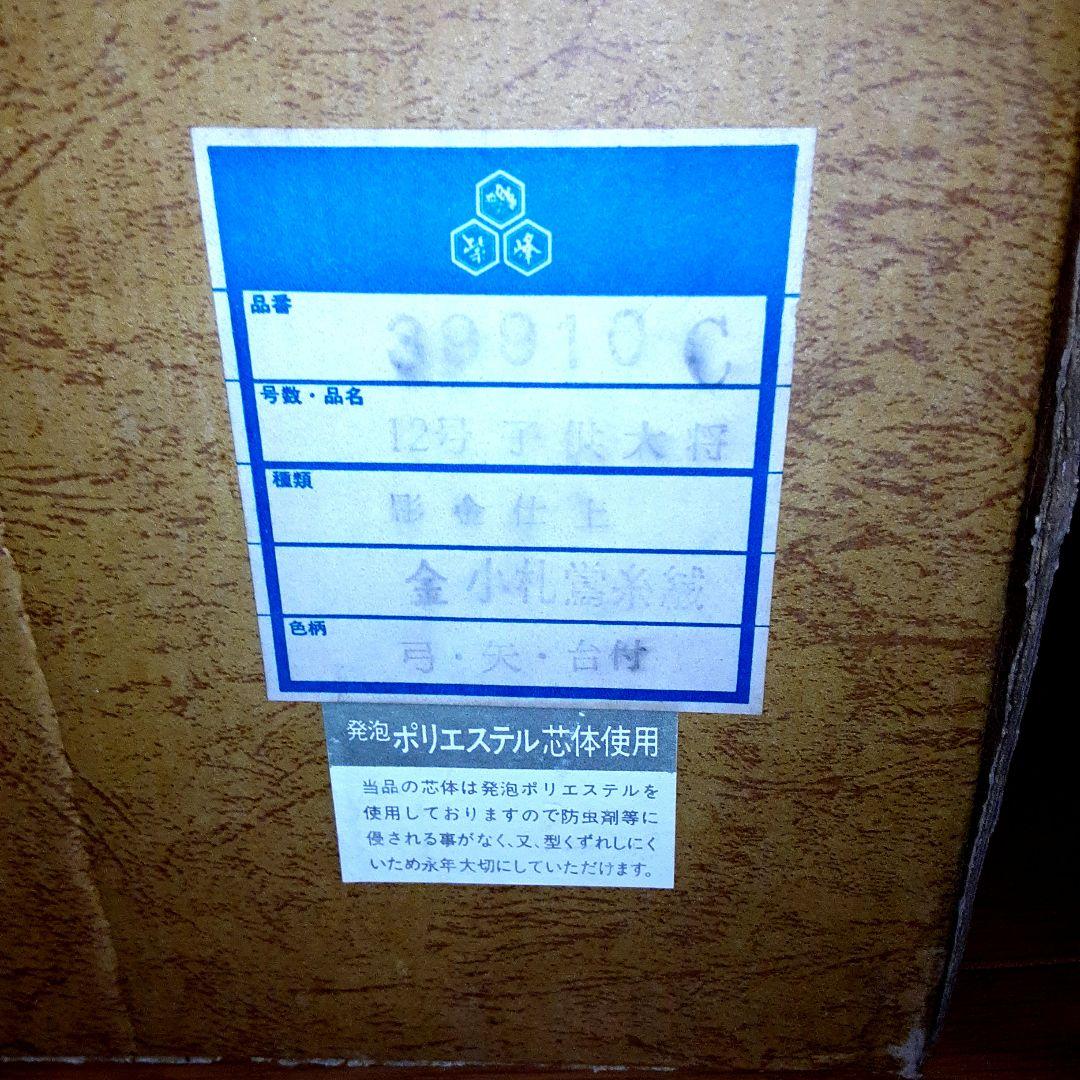 峰
品番
39910 C
号数・品名
12号 子供大将
種類
彫金仕上
金小札鶯糸縅
色柄
弓・矢・台付
発泡ポリエステル芯体使用
当品の芯体は発泡ポリエステルを
使用しておりますので防虫剤等に
侵される事がなく、又、型くずれしにく
いため永年大切にしていただけます。